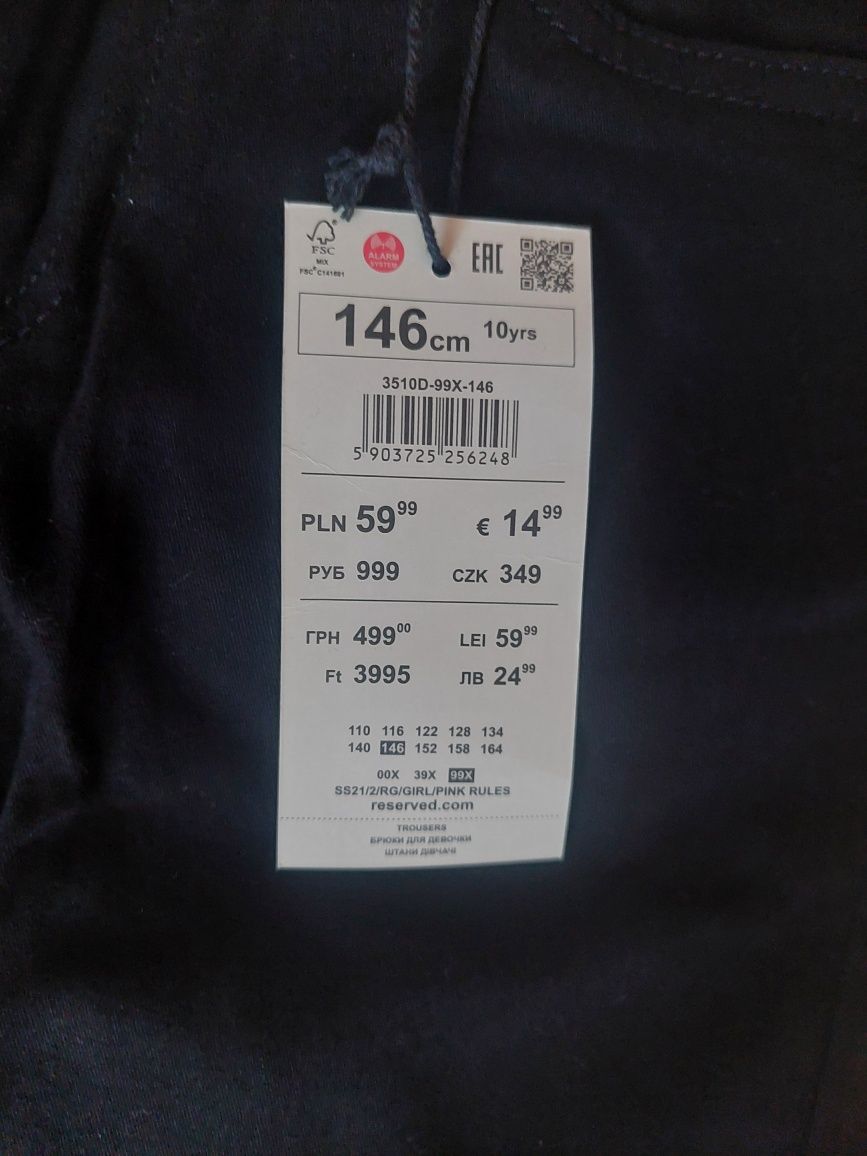 FSC®
MIX
FSC® C141691
ALARM
SYSTEM
EAC
146cm 10yrs
3510D-99X-146
5 903725 256248
PLN 59⁹⁹ € 14⁹⁹
РУБ 999 CZK 349
ГРН 499⁰⁰ LEI 59⁹⁹
Ft 3995 ЛВ 24⁹⁹
110 116 122 128 134
140 146 152 158 164
00X 39X 99X
SS21/2/RG/GIRL/PINK RULES
reserved.com
TROUSERS
БРЮКИ ДЛЯ ДЕВОЧКИ
ШТАНИ ДІВЧАЧІ